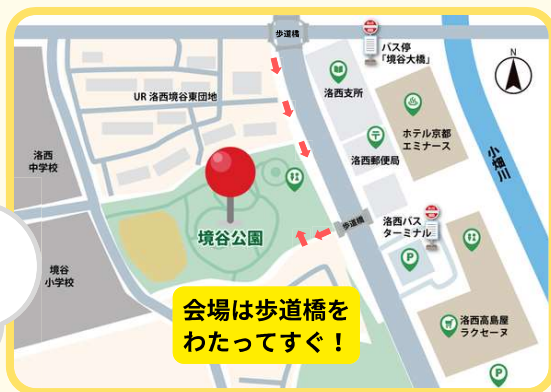 歩道橋
バス停
「境谷大橋」
N
洛西支所
UR 洛西境谷東団地
ホテル京都
エミナース
洛西郵便局
小畑川
洛西
中学校
歩道橋
洛西バス
ターミナル
境谷公園
P
境谷
小学校
会場は歩道橋を
わたってすぐ！
洛西高島屋
ラクセーヌ
P